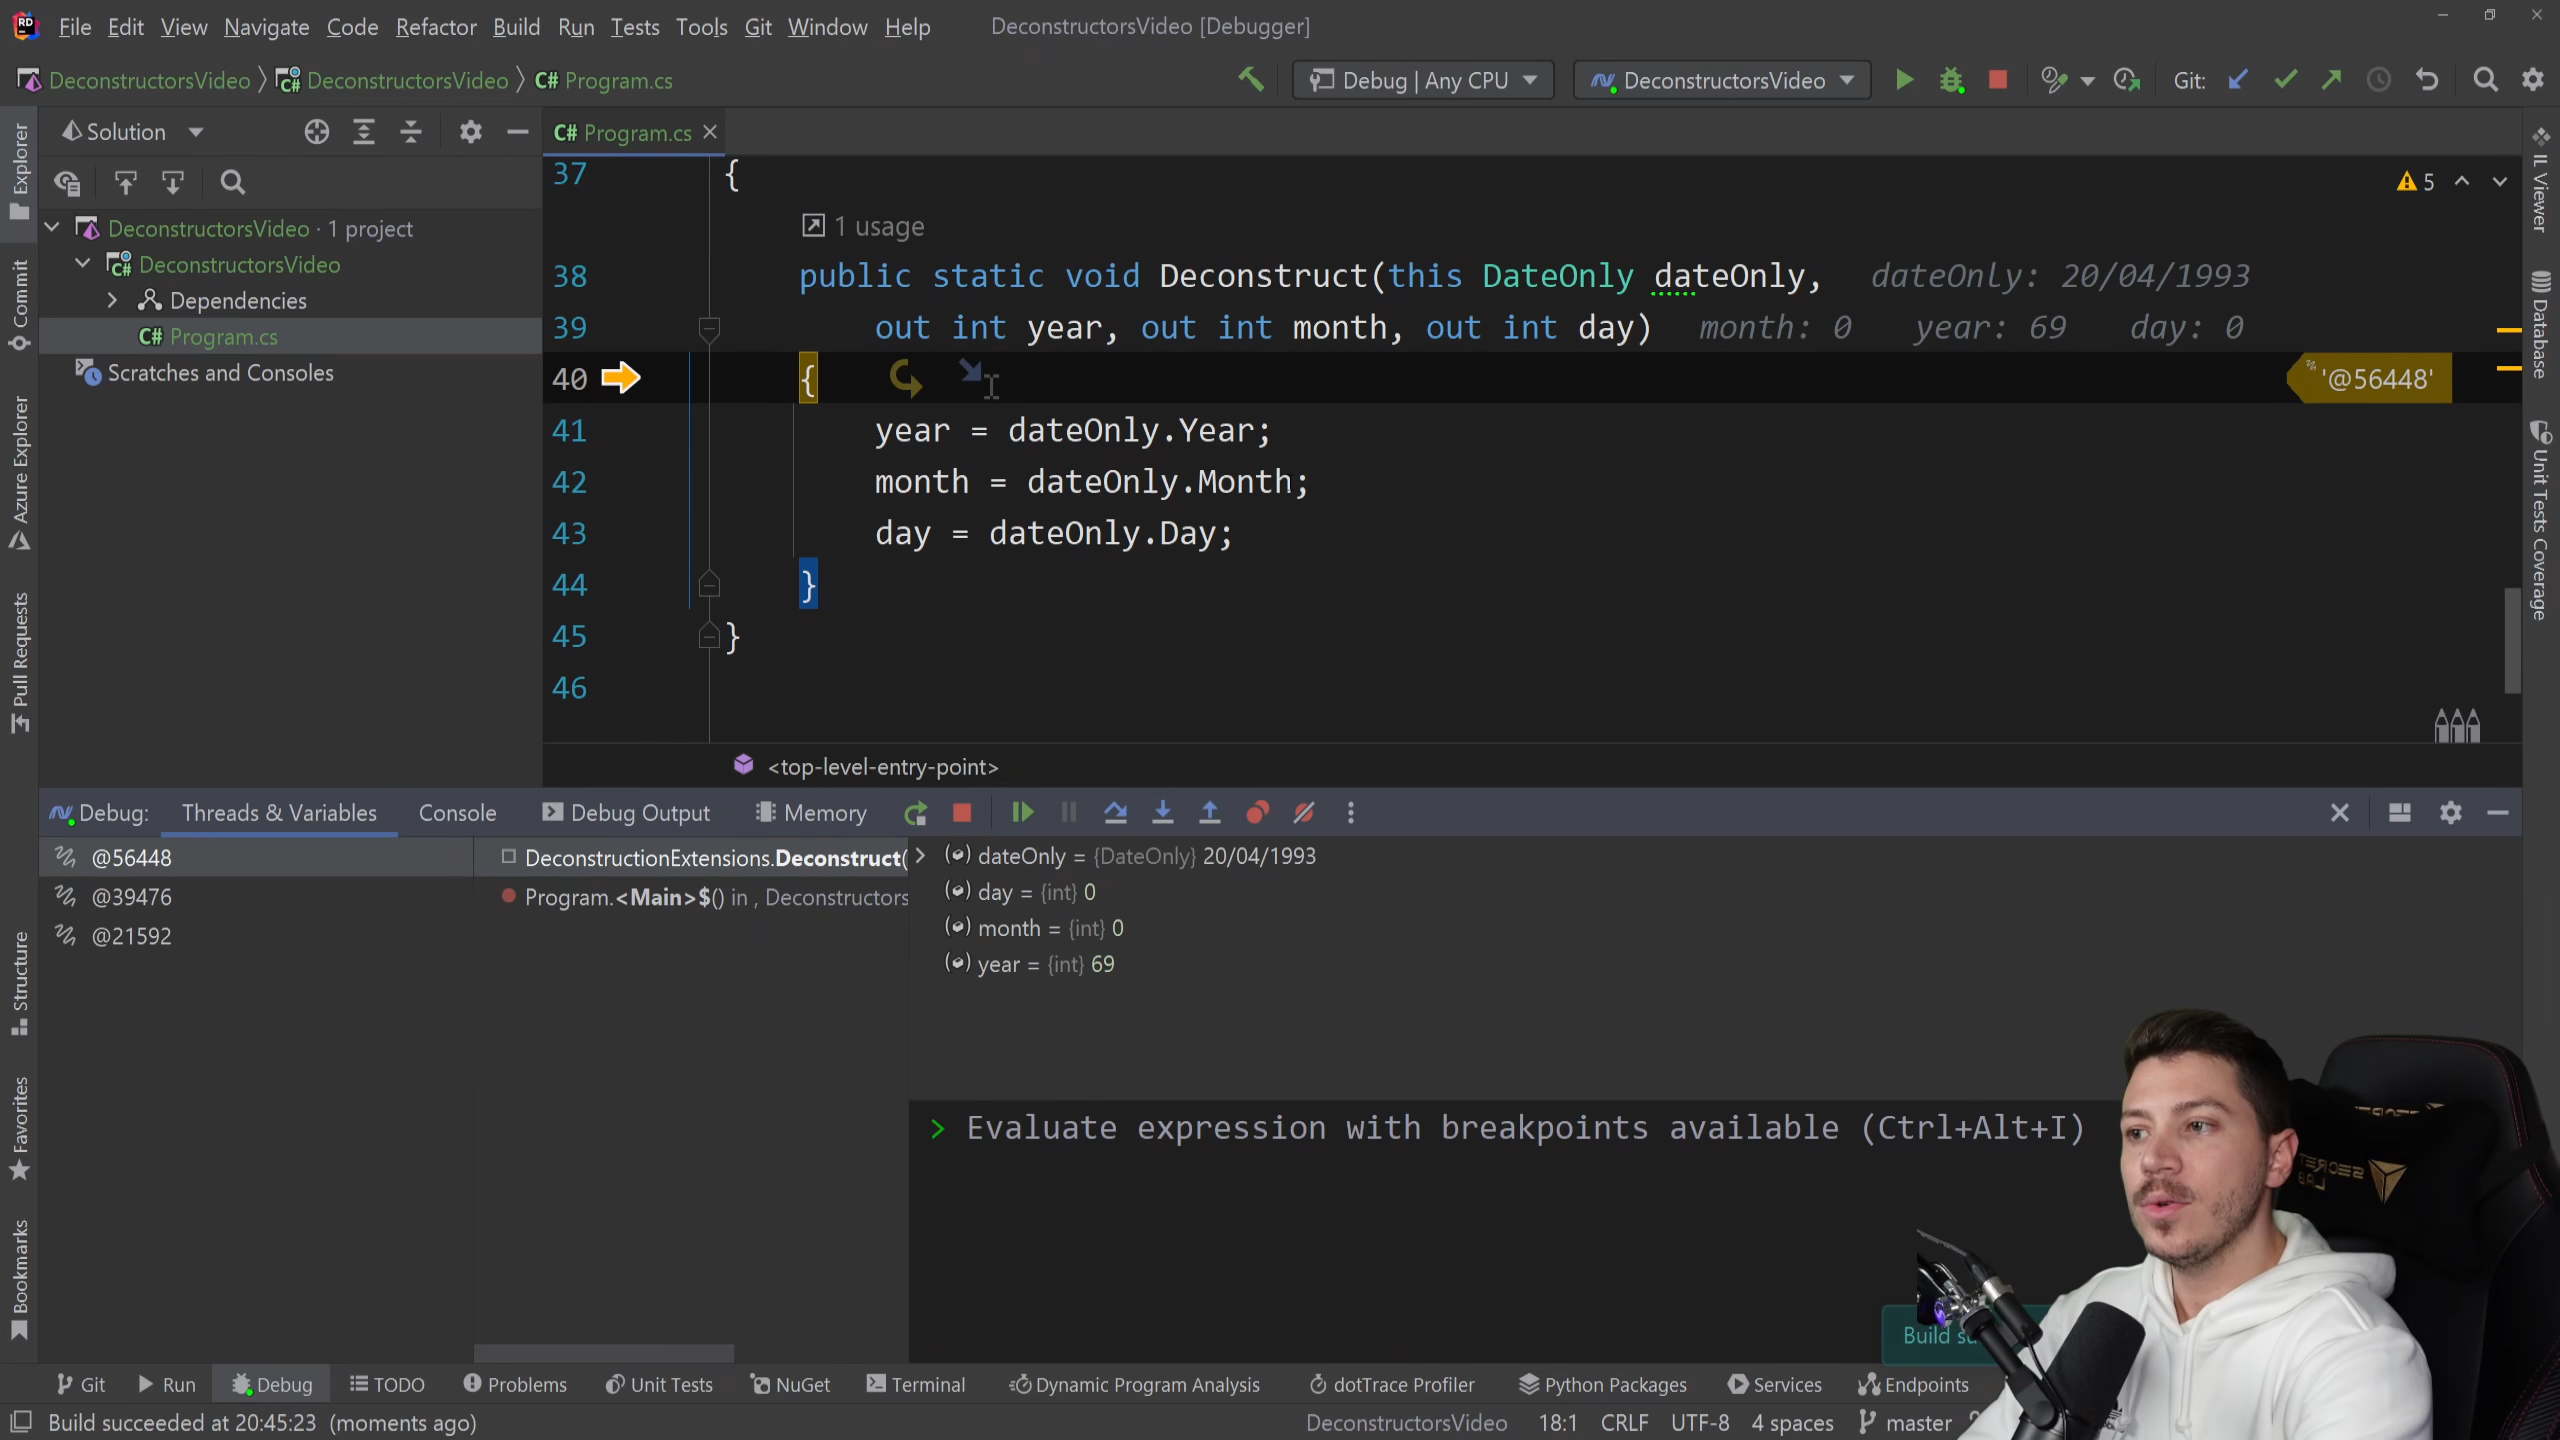 RD File Edit View Navigate Code Refactor Build Run Tests Tools Git Window Help DeconstructorsVideo [Debugger]
DeconstructorsVideo DeconstructorsVideo C# Program.cs Debug | Any CPU DeconstructorsVideo Git:
Solution
C# Program.cs
DeconstructorsVideo · 1 project
DeconstructorsVideo
Dependencies
C# Program.cs
Scratches and Consoles
Explorer
Commit
Azure Explorer
Pull Requests
Structure
Favorites
Bookmarks
37 {
5
1 usage
38 public static void Deconstruct(this DateOnly dateOnly, dateOnly: 20/04/1993
39 out int year, out int month, out int day) month: 0 year: 69 day: 0
40 { '@56448'
41 year = dateOnly.Year;
42 month = dateOnly.Month;
43 day = dateOnly.Day;
44 }
45 }
46
<top-level-entry-point>
IL Viewer
Database
Unit Tests Coverage
Debug: Threads & Variables Console Debug Output Memory
@56448
@39476
@21592
DeconstructionExtensions.Deconstruct(
Program.<Main>$() in , Deconstructors
dateOnly = {DateOnly} 20/04/1993
day = {int} 0
month = {int} 0
year = {int} 69
> Evaluate expression with breakpoints available (Ctrl+Alt+I)
Build su
Git Run Debug TODO Problems Unit Tests NuGet Terminal Dynamic Program Analysis dotTrace Profiler Python Packages Services Endpoints
Build succeeded at 20:45:23 (moments ago) DeconstructorsVideo 18:1 CRLF UTF-8 4 spaces master